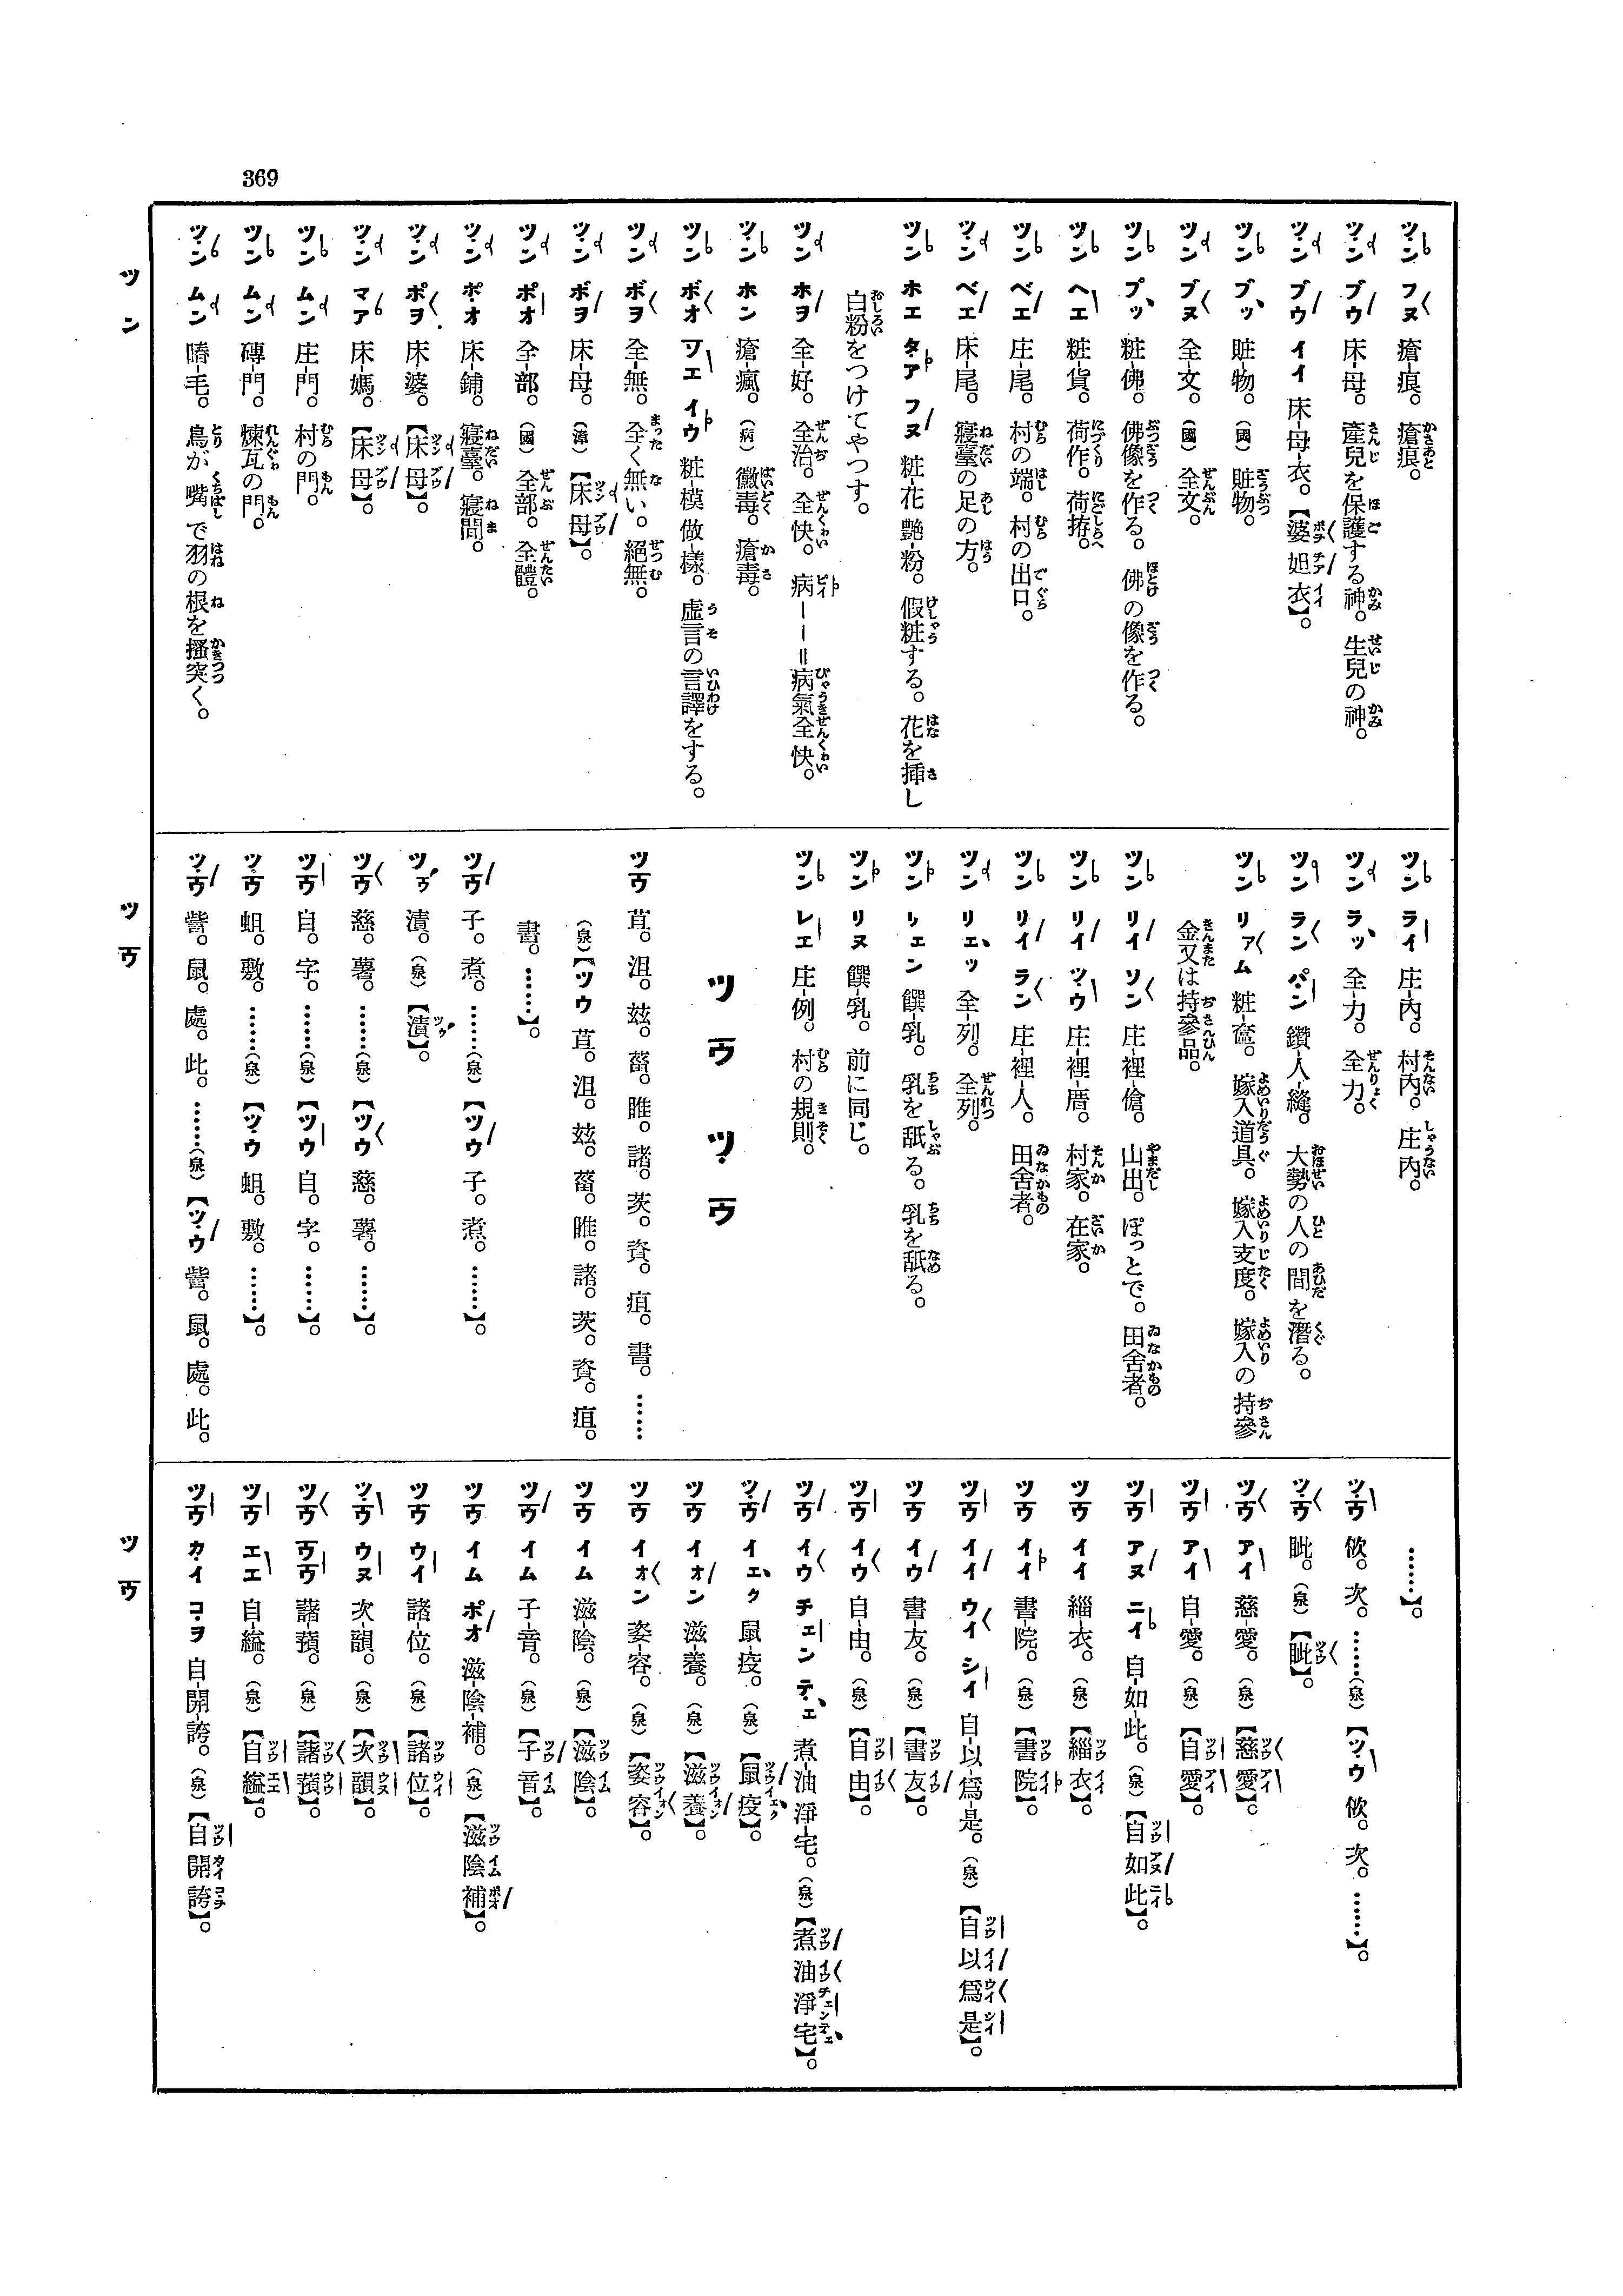 369
ツン フヌ 瘡-痕。瘡痕。
ツン ブウ 床-母。產兒を保護する神。生兒の神。
ツン ブウ イイ 床-母-衣。【婆姐衣】。
ツン ブッ 賍-物。(國) 賍物。
ツン ブヌ 全-文。(國) 全文。
ツン プッ 粧-佛。佛像を作る。佛の像を作る。
ツン ヘエ 粧-貨。荷作。荷拵。
ツン ベエ 庄-尾。村の端。村の出口。
ツン ベエ 床-尾。寢臺の足の方。
ツン ホエ タア フヌ 粧-花 艶-粉。假粧する。花を挿し
白粉をつけてやつす。
ツン ホヲ 全-好。全治。全快。病--=病氣全快。
ツン ホン 瘡-瘋。(病) 黴毒。瘡毒。
ツン ボオ ツエ イウ 粧-模 做-樣。虛言の言譯をする。
ツン ボヲ 全-無。全く無い。絕無。
ツン ボヲ 床-母。(漳)【床母】。
ツン ポオ 全-部。(國) 全部。全體。
ツン ポオ 床-鋪。寢臺。寢間。
ツン ポヲ 床-婆。【床母】。
ツン マア 床-媽。【床母】。
ツン ムン 庄-門。村の門。
ツン ムン 磚-門。煉瓦の門。
ツン ムン 䁎-毛。鳥が嘴で羽の根を搔突く。
ツン ライ 庄-內。村內。庄內。
ツン ラッ 全-力。全力。
ツン ラン パン 鑽-人-縫。大勢の人の間を潛る。
ツン リァム 粧-奩。嫁入道具。嫁入支度。嫁入の持參
金又は持參品。
ツン リイ ソン 庄-裡-傖。山出。ぽっとで。田舍者。
ツン リイ ツウ 庄-裡-厝。村家。在家。
ツン リイ ラン 庄-裡-人。田舍者。
ツン リェッ 全-列。全列。
ツン リェン 饌-乳。乳を舐る。乳を舐る。
ツン リヌ 饌-乳。前に同じ。
ツン レエ 庄-例。村の規則。
ツウ ツウ
ツウ 苴。沮。玆。菑。睢。諸。茨。資。疽。書。……
(泉)【ツウ 苴。沮。玆。菑。睢。諸。茨。資。疽。
書。……】。
ツウ 子。煮。……(泉)【ツウ 子。煮。……】。
ツゥ 漬。(泉)【漬】。
ツウ 慈。薯。……(泉)【ツウ 慈。薯。……】。
ツウ 自。字。……(泉)【ツウ 自。字。……】。
ツウ 蛆。敷。……(泉)【ツウ 蛆。敷。……】。
ツウ 訾。鼠。處。此。……(泉)【ツウ 訾。鼠。處。此。
……】。
ツウ 佽。次。……(泉)【ツウ 佽。次。……】。
ツウ 眦。(泉)【眦】。
ツウ アイ 慈-愛。(泉)【慈愛】。
ツウ アイ 自-愛。(泉)【自愛】。
ツウ アヌ ニイ 自-如-此。(泉)【自如此】。
ツウ イイ 緇-衣。(泉)【緇衣】。
ツウ イイ 書-院。(泉)【書院】。
ツウ イイ ウイ シイ 自-以-爲-是。(泉)【自以爲是】。
ツウ イウ 書-友。(泉)【書友】。
ツウ イウ 自-由。(泉)【自由】。
ツウ イウ チェン テェ 煮-油 淨-宅。(泉)【煮油淨宅】。
ツウ イェク 鼠-疫。(泉)【鼠疫】。
ツウ イォン 滋-養。(泉)【滋養】。
ツウ イォン 姿-容。(泉)【姿容】。
ツウ イム 滋-陰。(泉)【滋陰】。
ツウ イム 子-音。(泉)【子音】。
ツウ イム ポオ 滋-陰-補。(泉)【滋陰補】。
ツウ ウイ 諸-位。(泉)【諸位】。
ツウ ウヌ 次-韻。(泉)【次韻】。
ツウ ウウ 藷-蕷。(泉)【藷蕷】。
ツウ エエ 自-縊。(泉)【自縊】。
ツウ カイ コヲ 自-開-誇。(泉)【自開誇】。
ツン
ツウ
ツウ